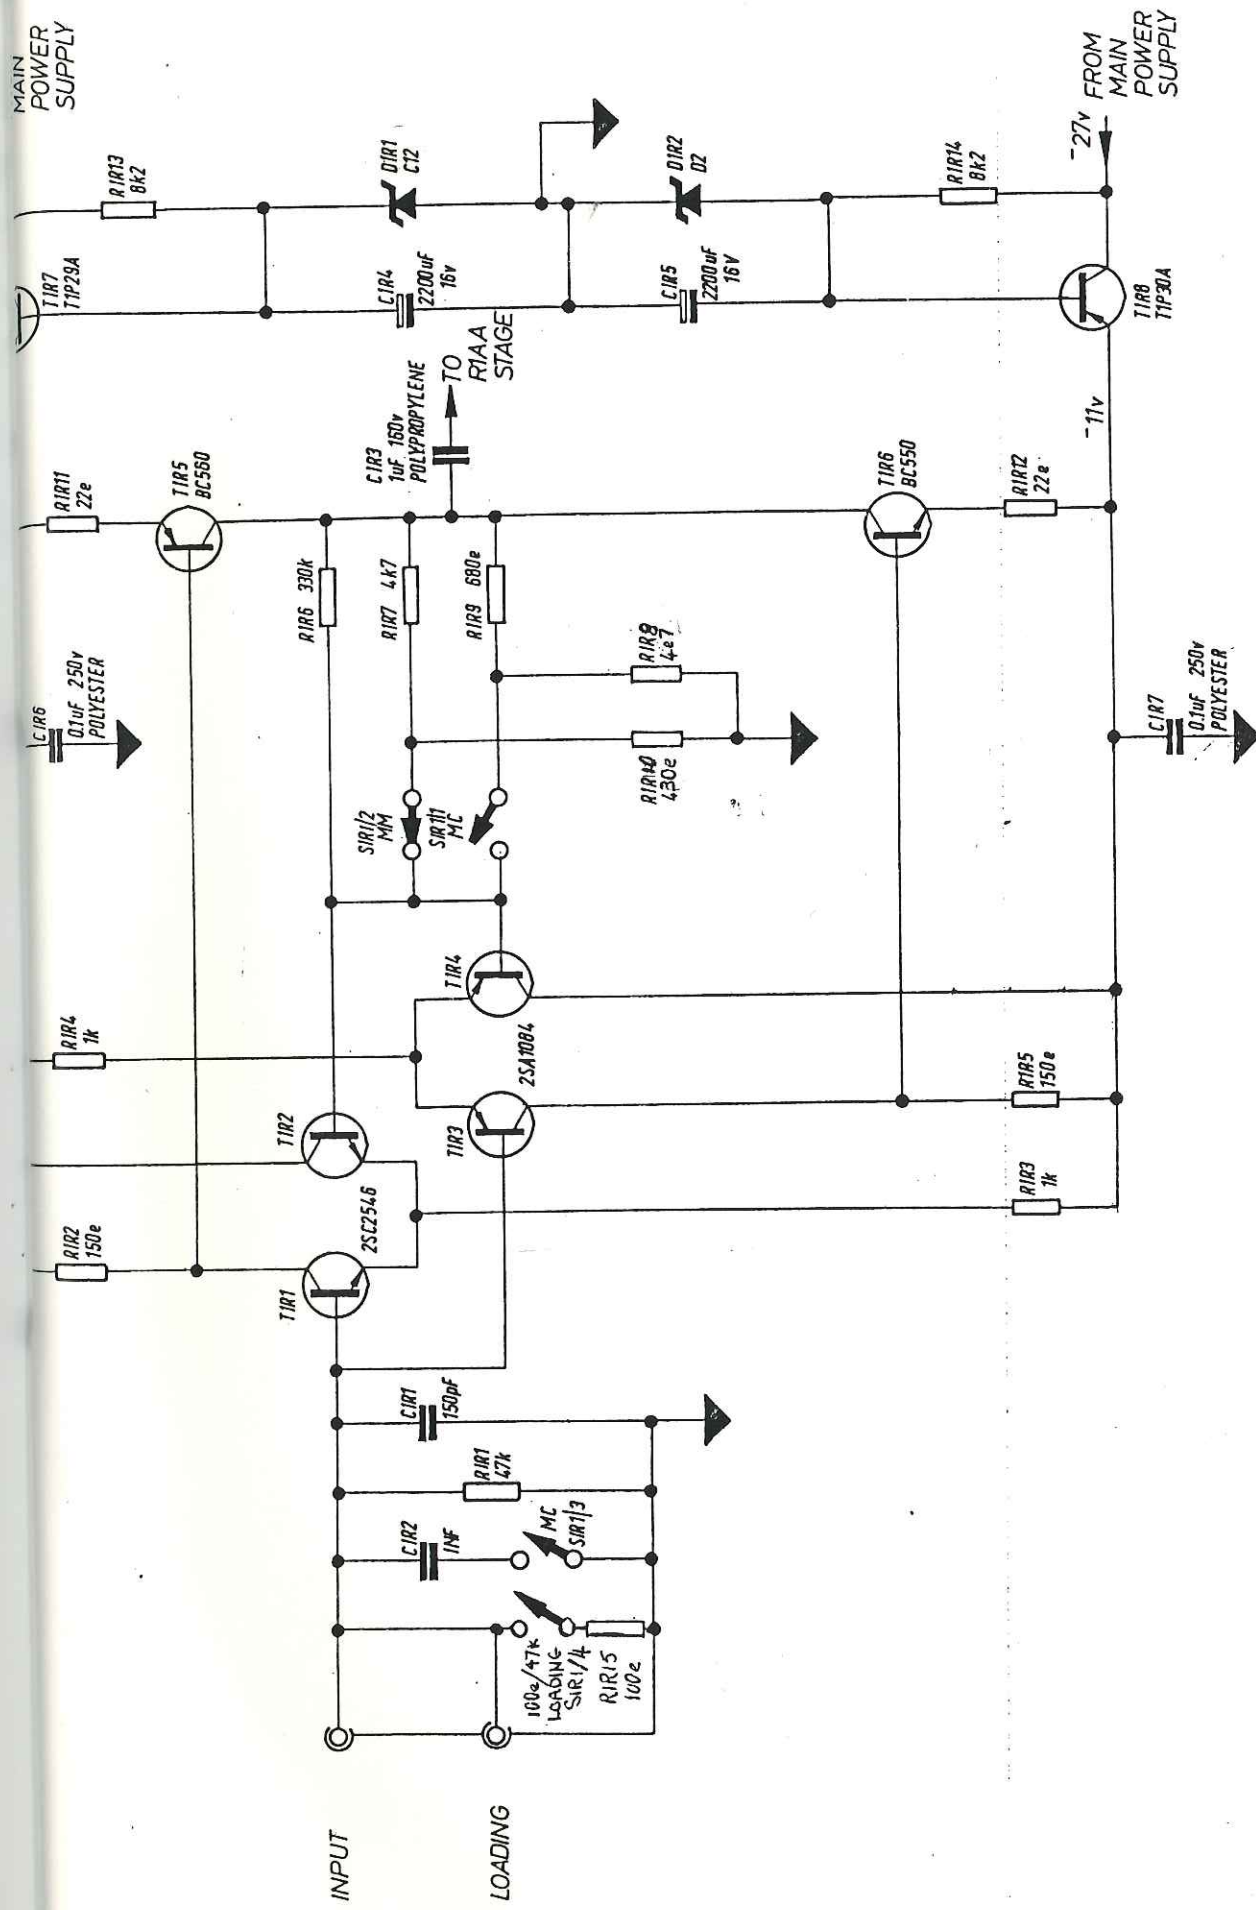 MAIN
POWER
SUPPLY
R1R13
8k2
T1R7
T1P29A
D1R1
C12
C1R4
2200uF
16v
D1R2
D2
C1R5
2200uF
16V
R1R14
8k2
-27v
FROM
MAIN
POWER
SUPPLY
T1R8
T1P30A
-11v
TO
R1AA
STAGE
C1R3
1uF 160v
POLYPROPYLENE
R1R11
22e
T1R5
BC560
T1R6
BC550
R1R12
22e
R1R6 330k
R1R7 4k7
R1R9 680e
R1R8
4e7
R1R10
430e
C1R6
0.1uF 250v
POLYESTER
C1R7
0.1uF 250v
POLYESTER
S1R1/2
MM
S1R1/1
MC
R1R4
1k
T1R4
2SA1084
T1R3
T1R2
2SC2546
T1R1
R1R2
150e
R1R5
150e
R1R3
1k
C1R1
150pF
R1R1
47k
C1R2
1NF
MC
S1R1/3
100e/47k
LOADING
S1R1/4
R1R15
100e
INPUT
LOADING